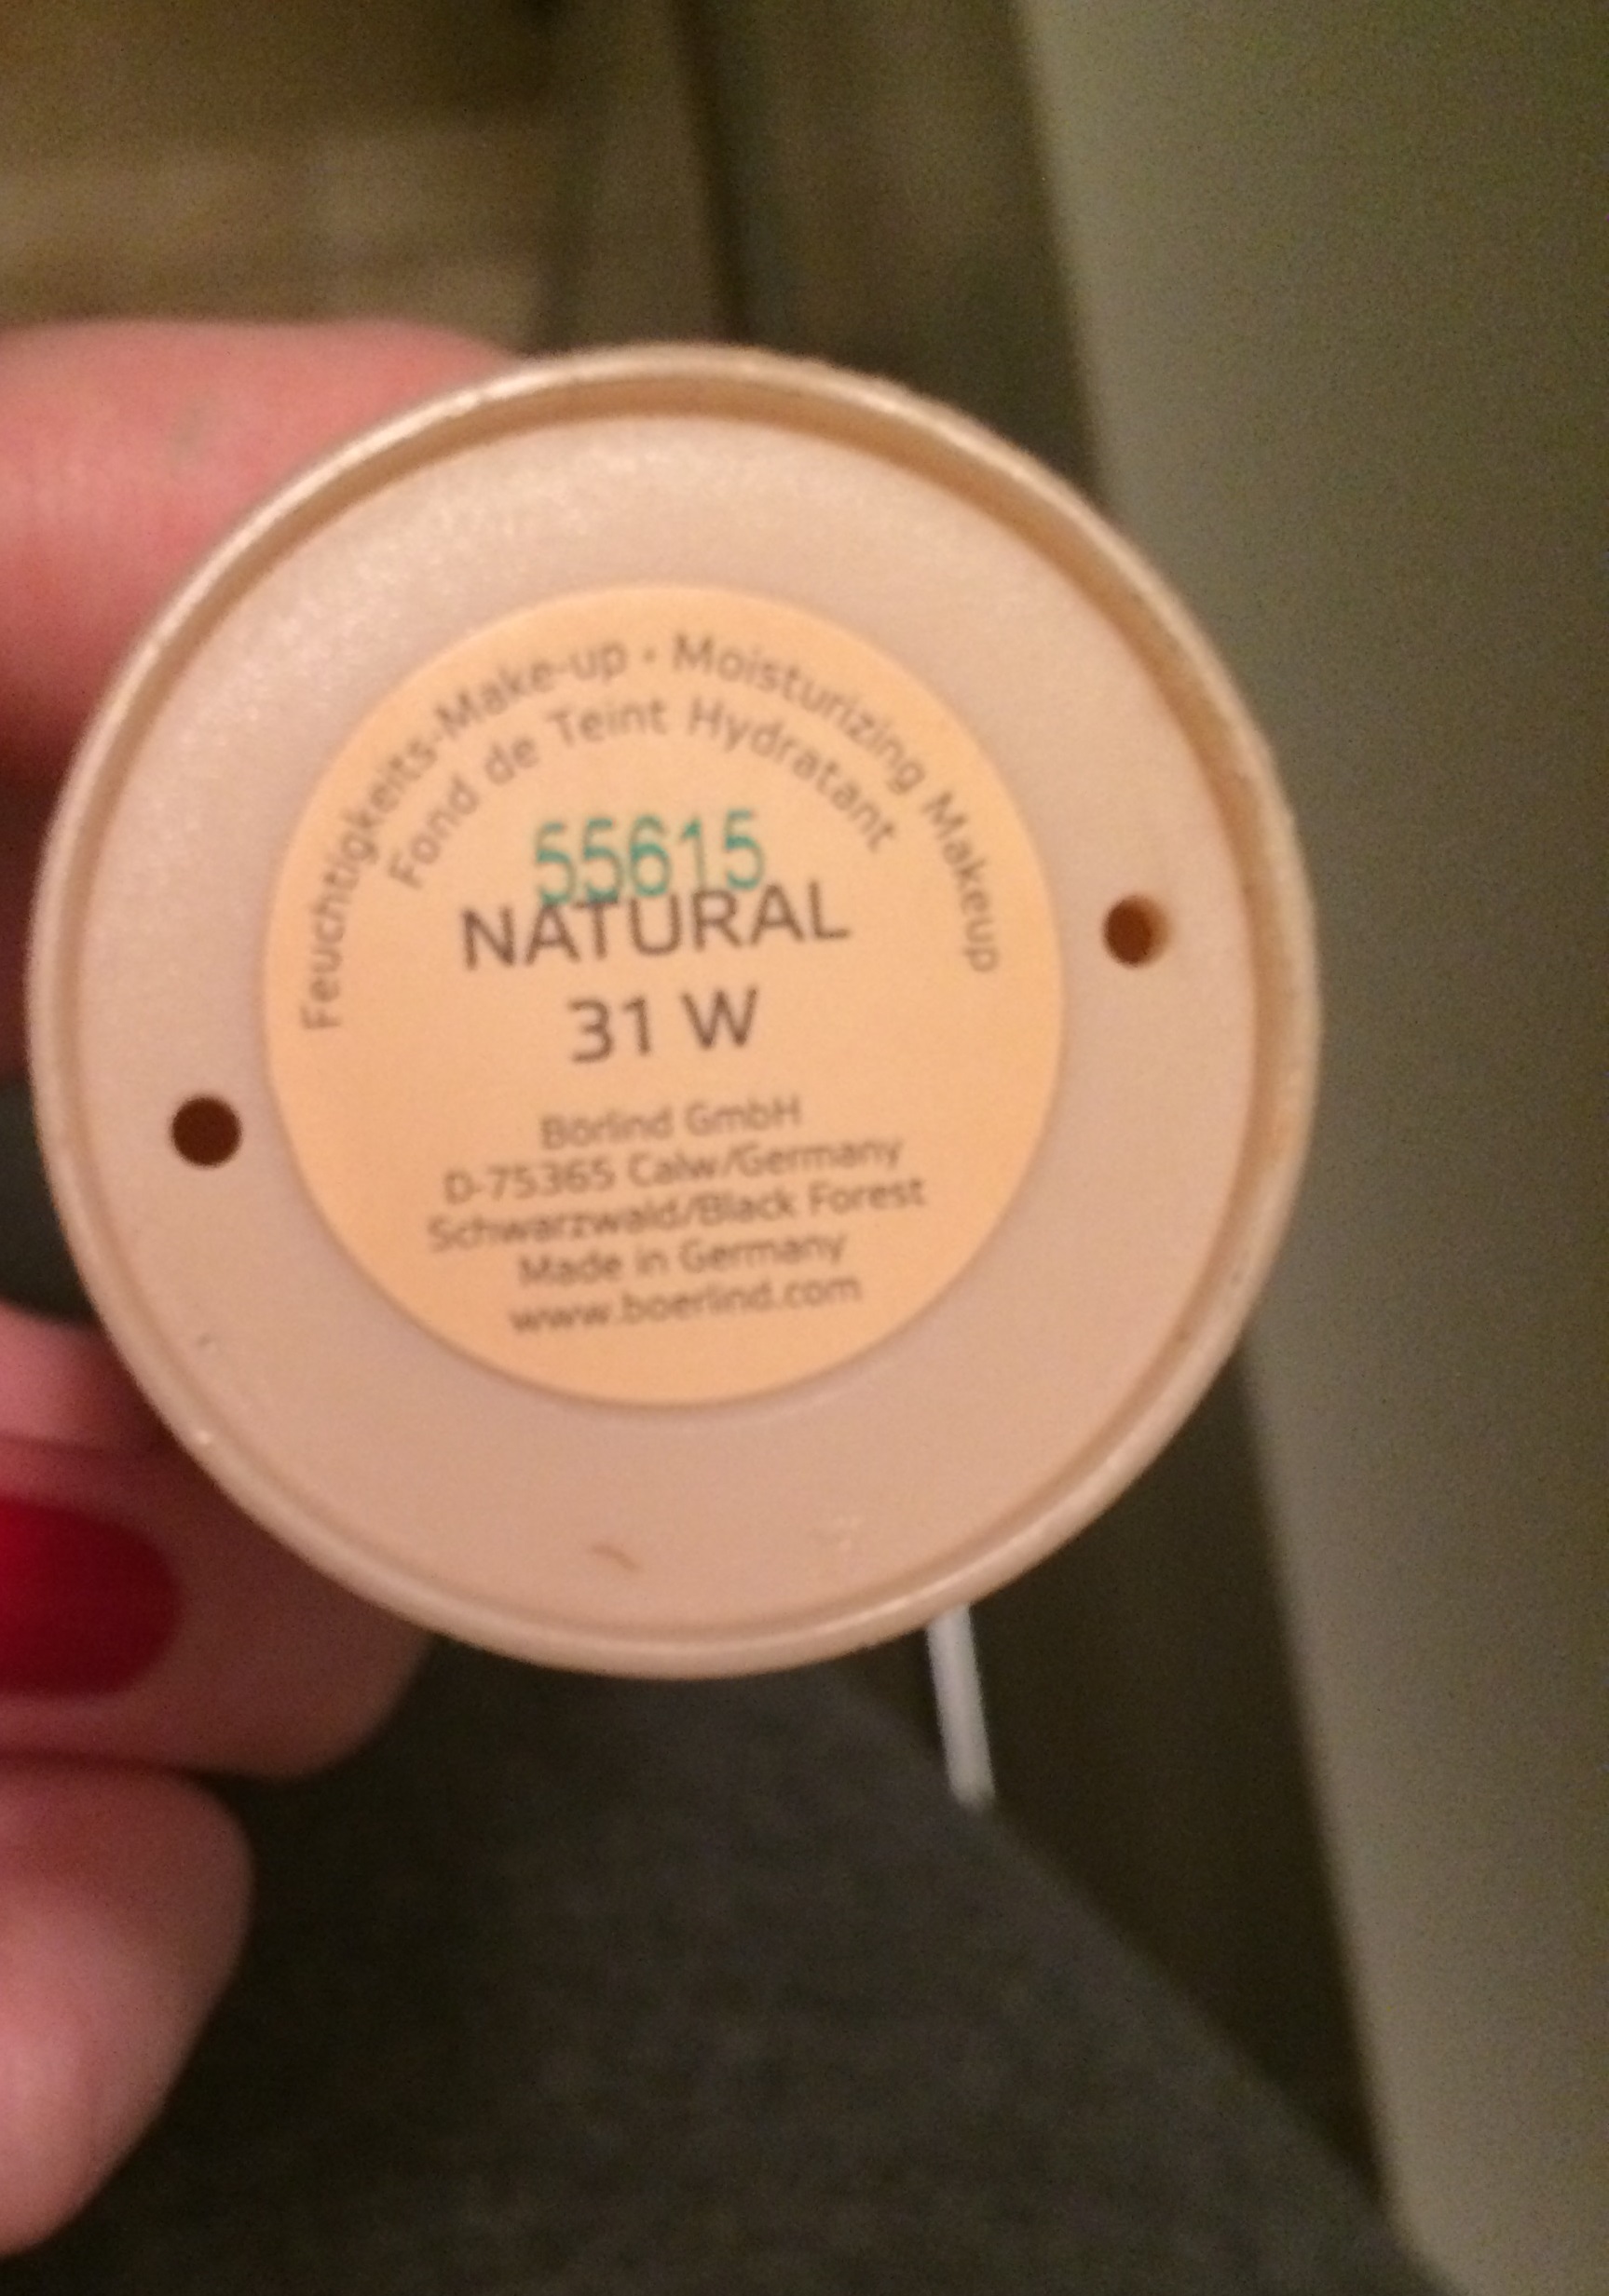 Feuchtigkeits-Make-up • Moisturizing Makeup
Fond de Teint Hydratant
55615
NATURAL
31 W
Börlind GmbH
D-75365 Calw/Germany
Schwarzwald/Black Forest
Made in Germany
www.boerlind.com